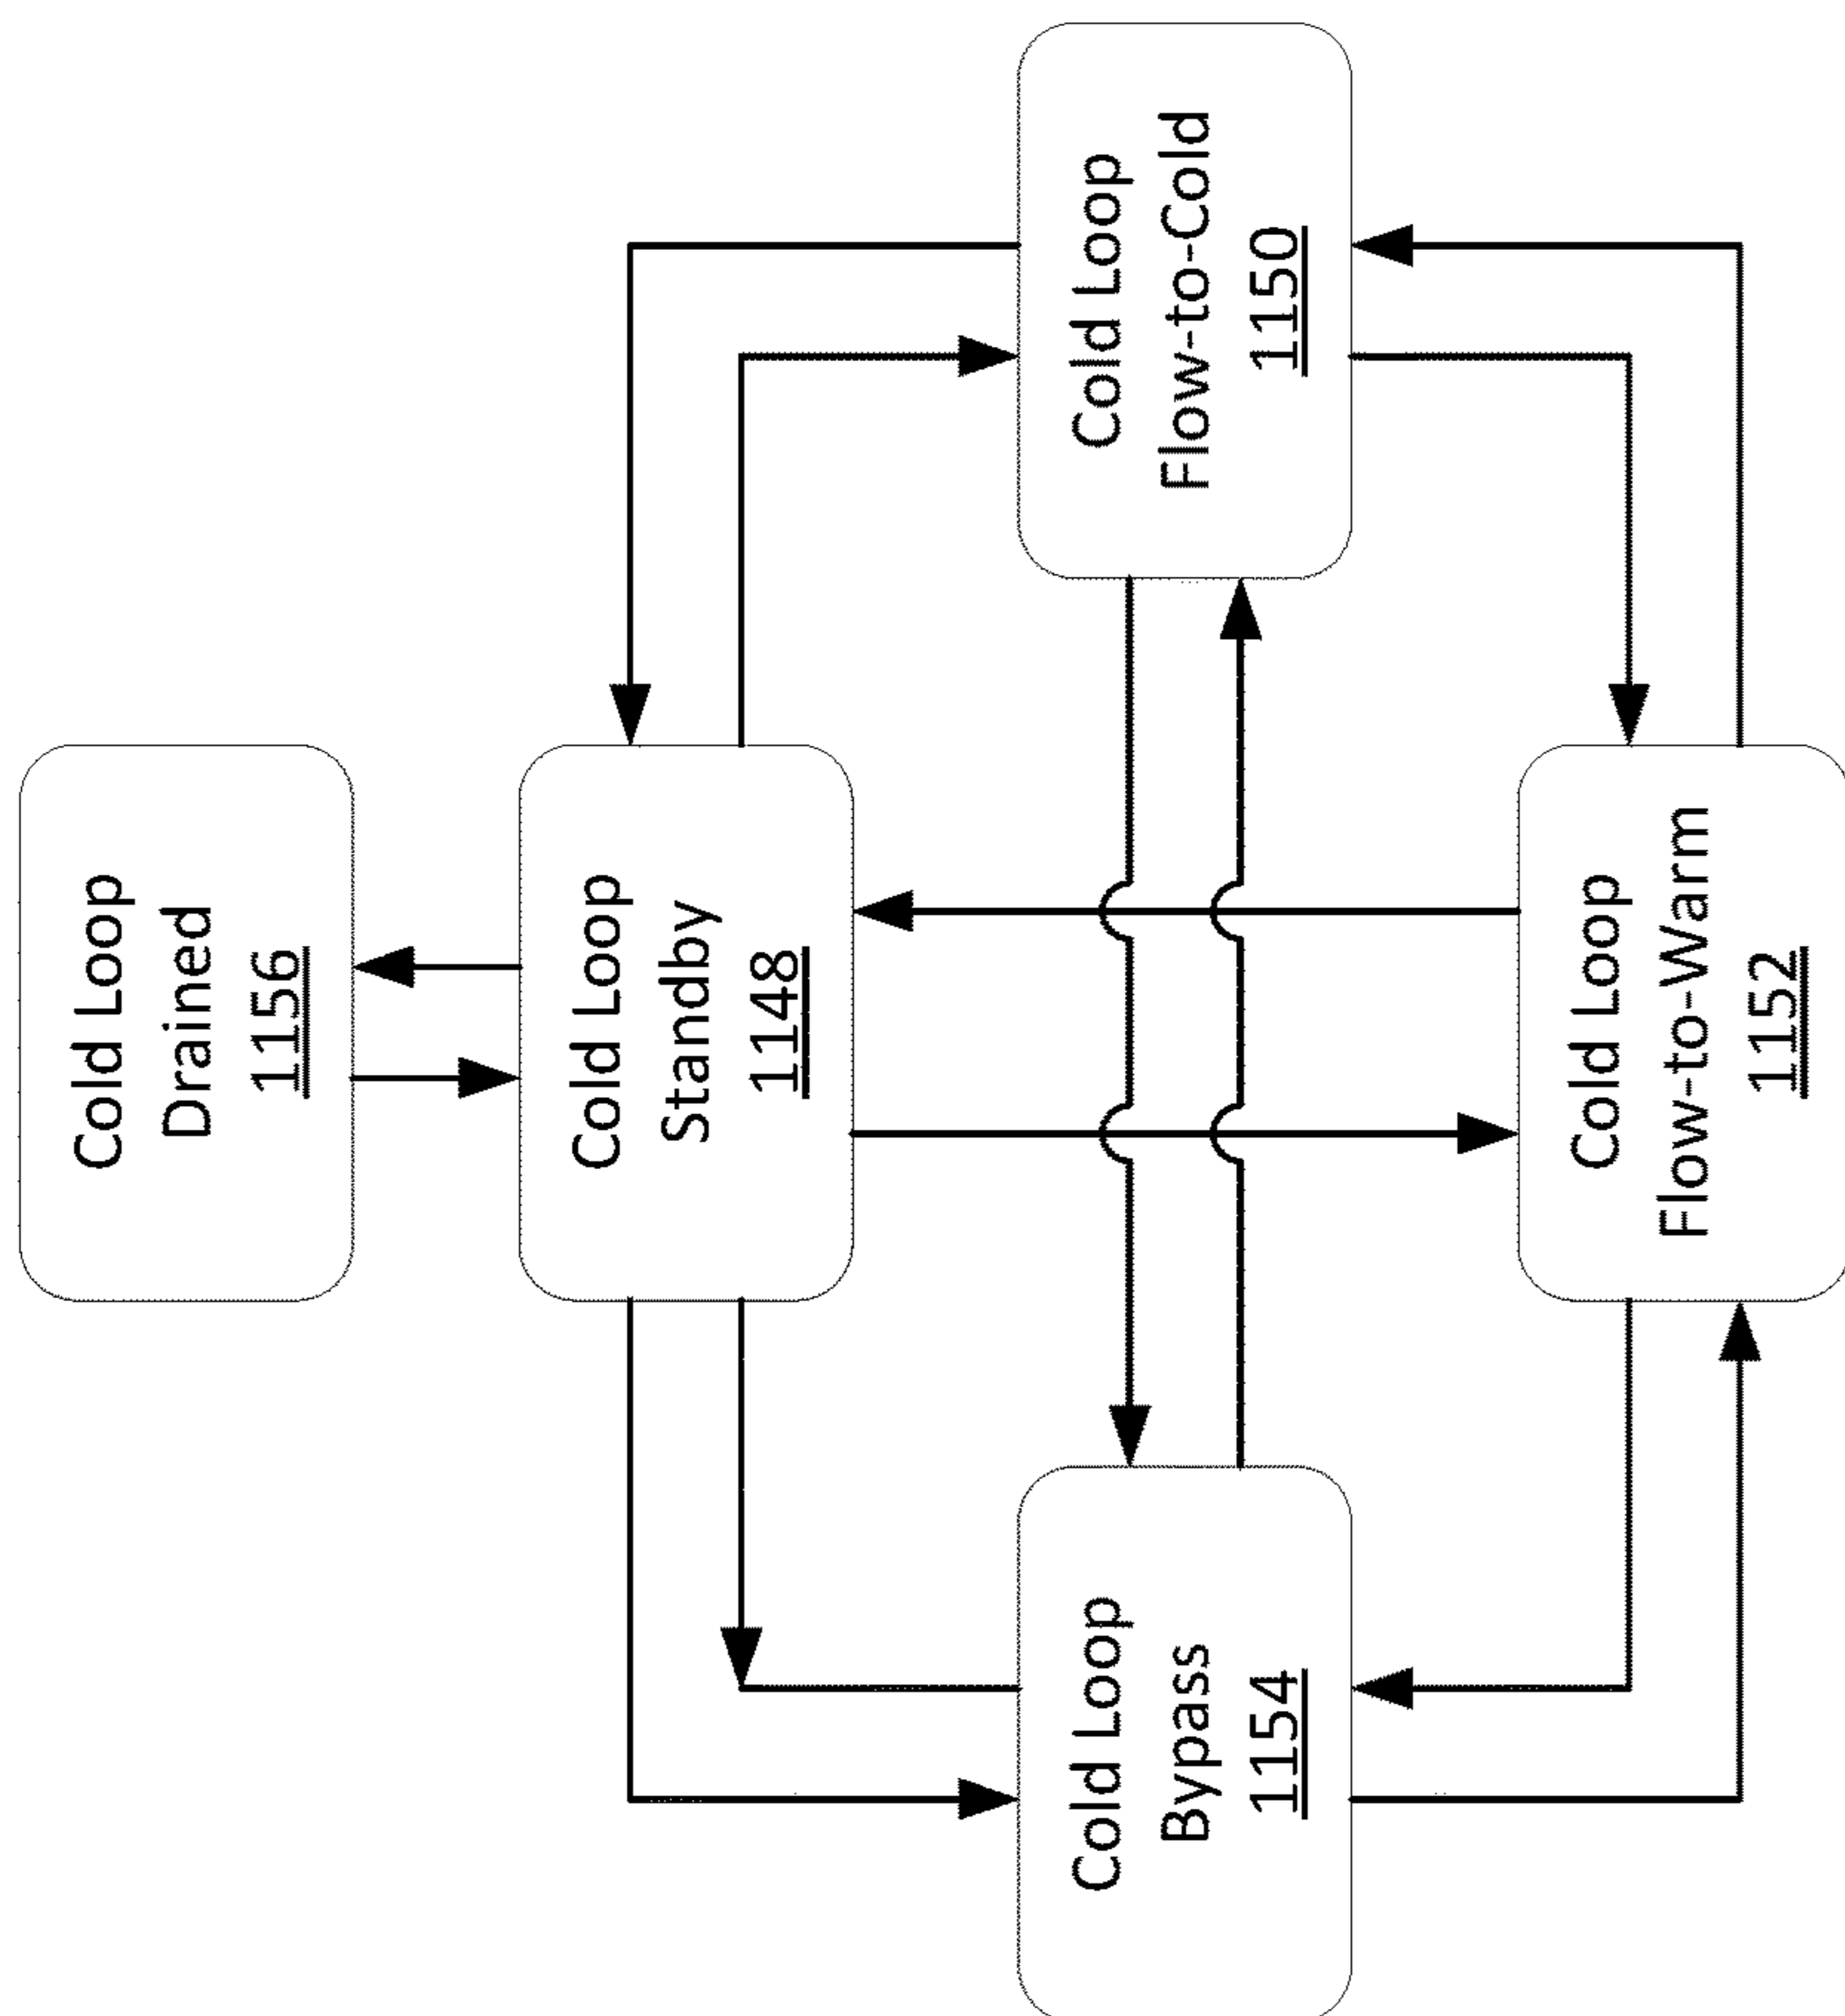 Cold Loop
Drained
1156
Cold Loop
Standby
1148
Cold Loop
Flow-to-Cold
1150
Cold Loop
Bypass
1154
Cold Loop
Flow-to-Warm
1152